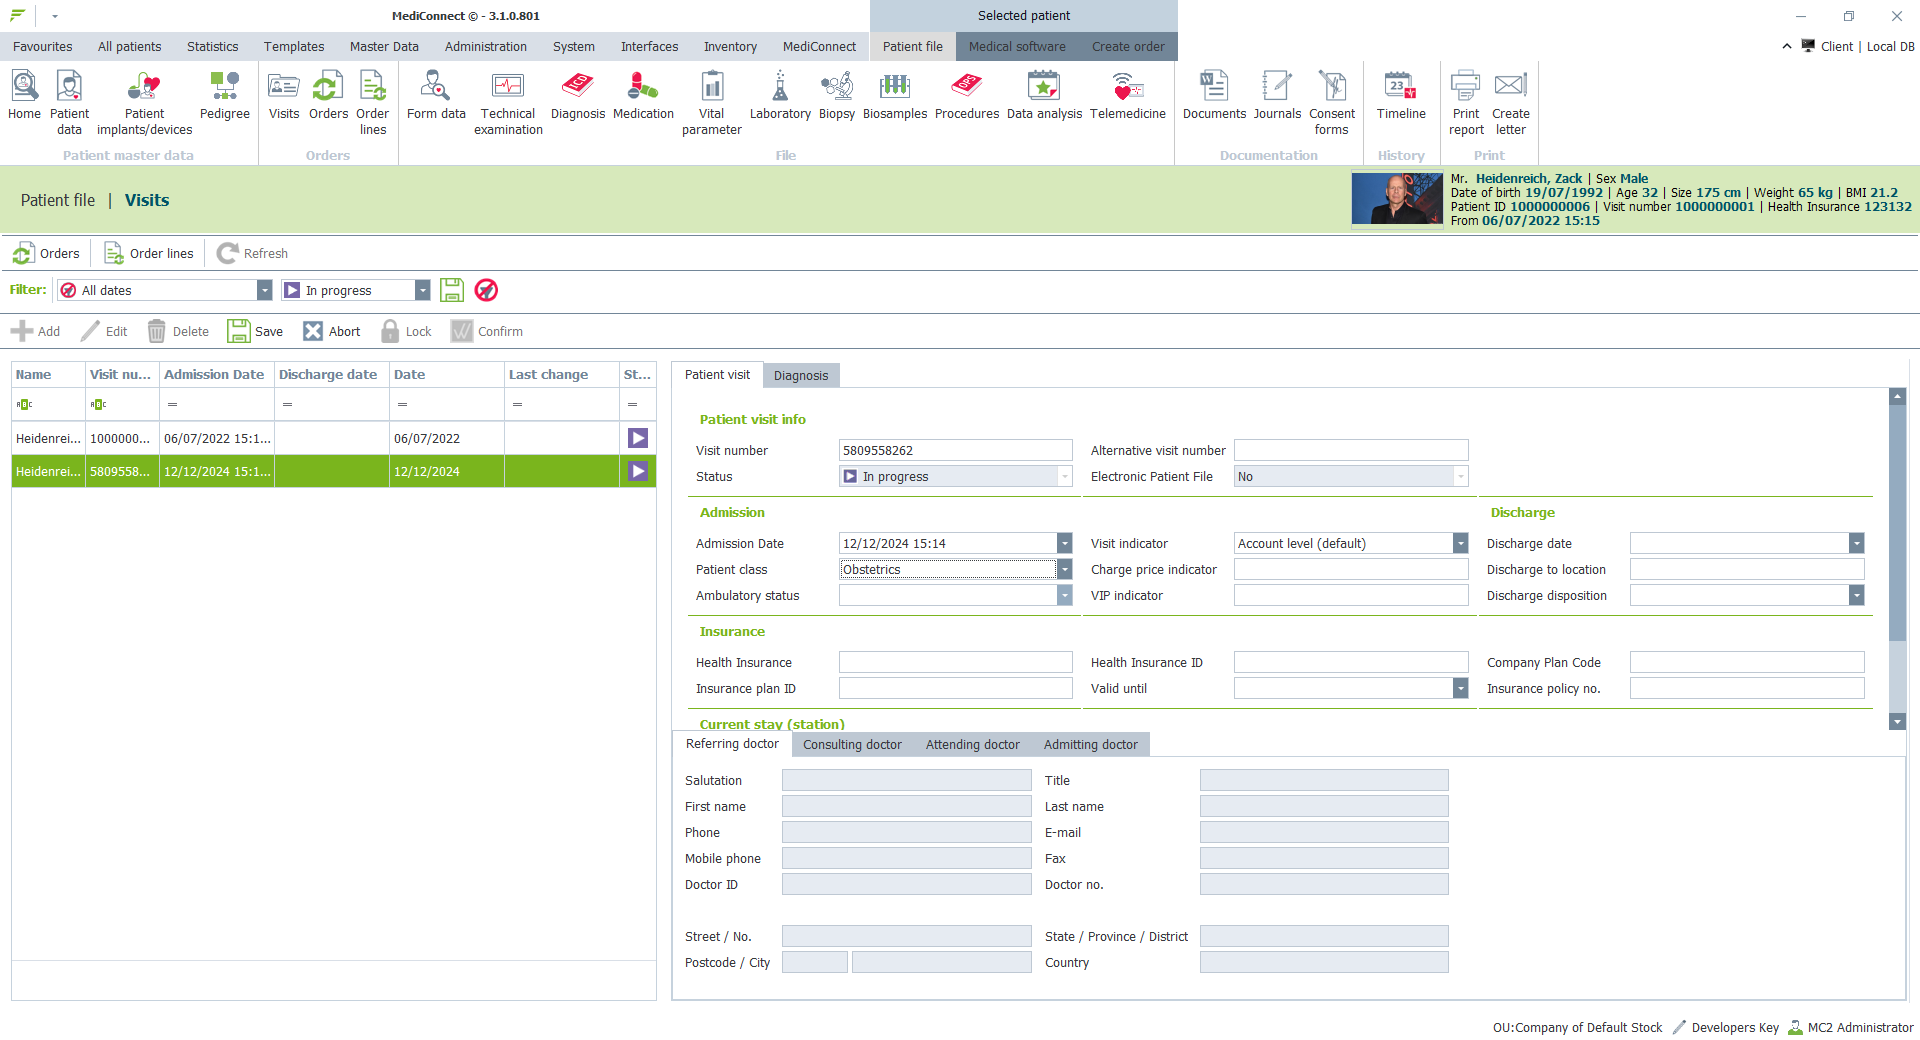 MediConnect © - 3.1.0.801
Selected patient
Favourites All patients Statistics Templates Master Data Administration System Interfaces Inventory MediConnect Patient file Medical software Create order Client | Local DB
Home
Patient data
Patient implants/devices
Pedigree
Patient master data
Visits
Orders
Order lines
Orders
Form data
Technical examination
Diagnosis
Medication
Vital parameter
Laboratory
Biopsy
Biosamples
Procedures
Data analysis
Telemedicine
File
Documents
Journals
Consent forms
Documentation
Timeline
History
Print report
Create letter
Print
Patient file | Visits
Mr. Heidenreich, Zack | Sex Male
Date of birth 19/07/1992 | Age 32 | Size 175 cm | Weight 65 kg | BMI 21.2
Patient ID 1000000006 | Visit number 1000000001 | Health Insurance 123132
From 06/07/2022 15:15
Orders Order lines Refresh
Filter: All dates In progress
Add Edit Delete Save Abort Lock Confirm
Name Visit nu... Admission Date Discharge date Date Last change St...
Heidenrei... 1000000... 06/07/2022 15:1... 06/07/2022
Heidenrei... 5809558... 12/12/2024 15:1... 12/12/2024
Patient visit Diagnosis
Patient visit info
Visit number 5809558262 Alternative visit number
Status In progress Electronic Patient File No
Admission Discharge
Admission Date 12/12/2024 15:14 Visit indicator Account level (default) Discharge date
Patient class Obstetrics Charge price indicator Discharge to location
Ambulatory status VIP indicator Discharge disposition
Insurance
Health Insurance Health Insurance ID Company Plan Code
Insurance plan ID Valid until Insurance policy no.
Current stay (station)
Referring doctor Consulting doctor Attending doctor Admitting doctor
Salutation Title
First name Last name
Phone E-mail
Mobile phone Fax
Doctor ID Doctor no.
Street / No. State / Province / District
Postcode / City Country
OU:Company of Default Stock Developers Key MC2 Administrator